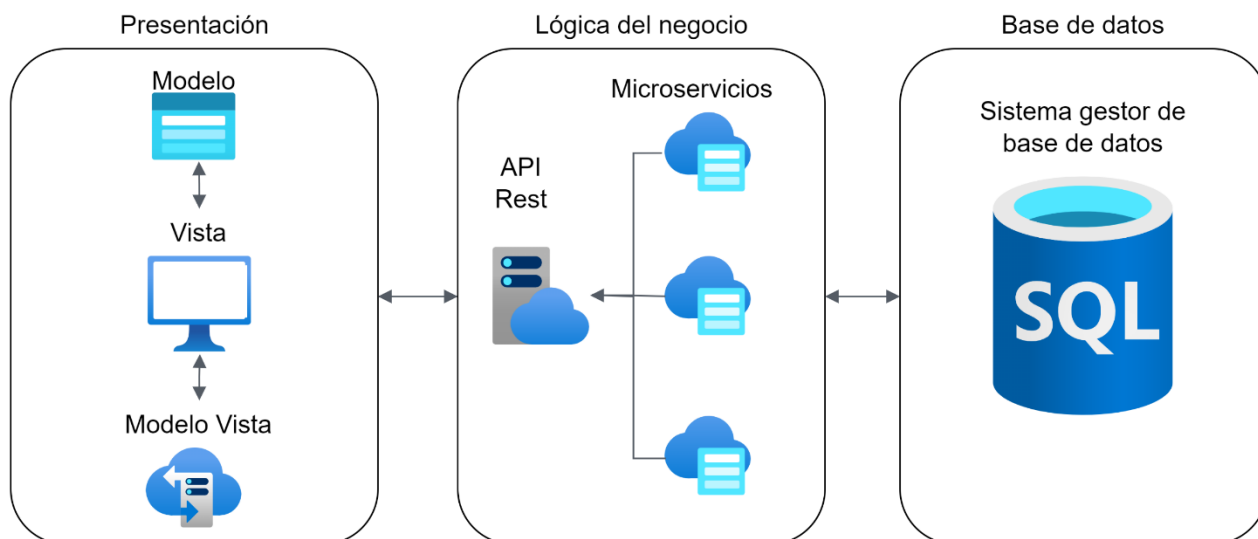 Presentación
Modelo
Vista
Modelo Vista
Lógica del negocio
Microservicios
API
Rest
Base de datos
Sistema gestor de
base de datos
SQL